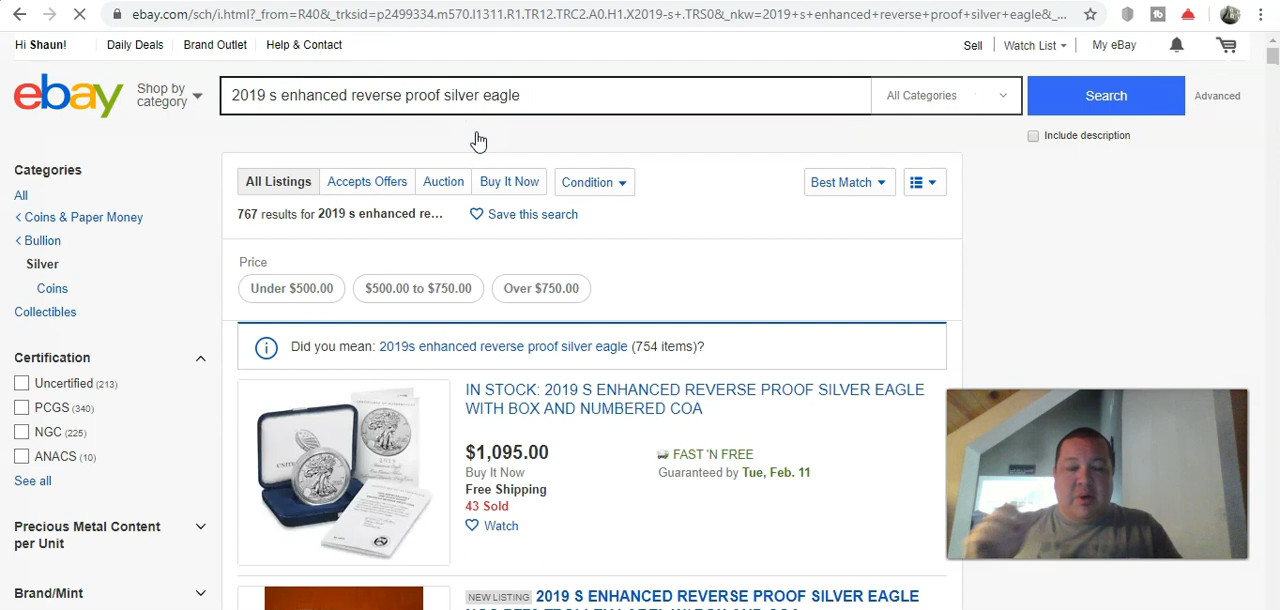 ebay.com/sch/i.html?_from=R40&_trksid=p2499334.m570.l1311.R1.TR12.TRC2.A0.H1.X2019-s+.TRS0&_nkw=2019+s+enhanced+reverse+proof+silver+eagle&_...
Hi Shaun!
Daily Deals
Brand Outlet
Help & Contact
Sell
Watch List
My eBay
ebay
Shop by
category
2019 s enhanced reverse proof silver eagle
All Categories
Search
Advanced
Include description
Categories
All
Coins & Paper Money
Bullion
Silver
Coins
Collectibles
Certification
Uncertified (213)
PCGS (340)
NGC (225)
ANACS (10)
See all
Precious Metal Content
per Unit
Brand/Mint
All Listings
Accepts Offers
Auction
Buy It Now
Condition
Best Match
767 results for 2019 s enhanced re...
Save this search
Price
Under $500.00
$500.00 to $750.00
Over $750.00
Did you mean: 2019s enhanced reverse proof silver eagle (754 items)?
IN STOCK: 2019 S ENHANCED REVERSE PROOF SILVER EAGLE
WITH BOX AND NUMBERED COA
$1,095.00
Buy It Now
Free Shipping
43 Sold
Watch
FAST 'N FREE
Guaranteed by Tue, Feb. 11
NEW LISTING 2019 S ENHANCED REVERSE PROOF SILVER EAGLE